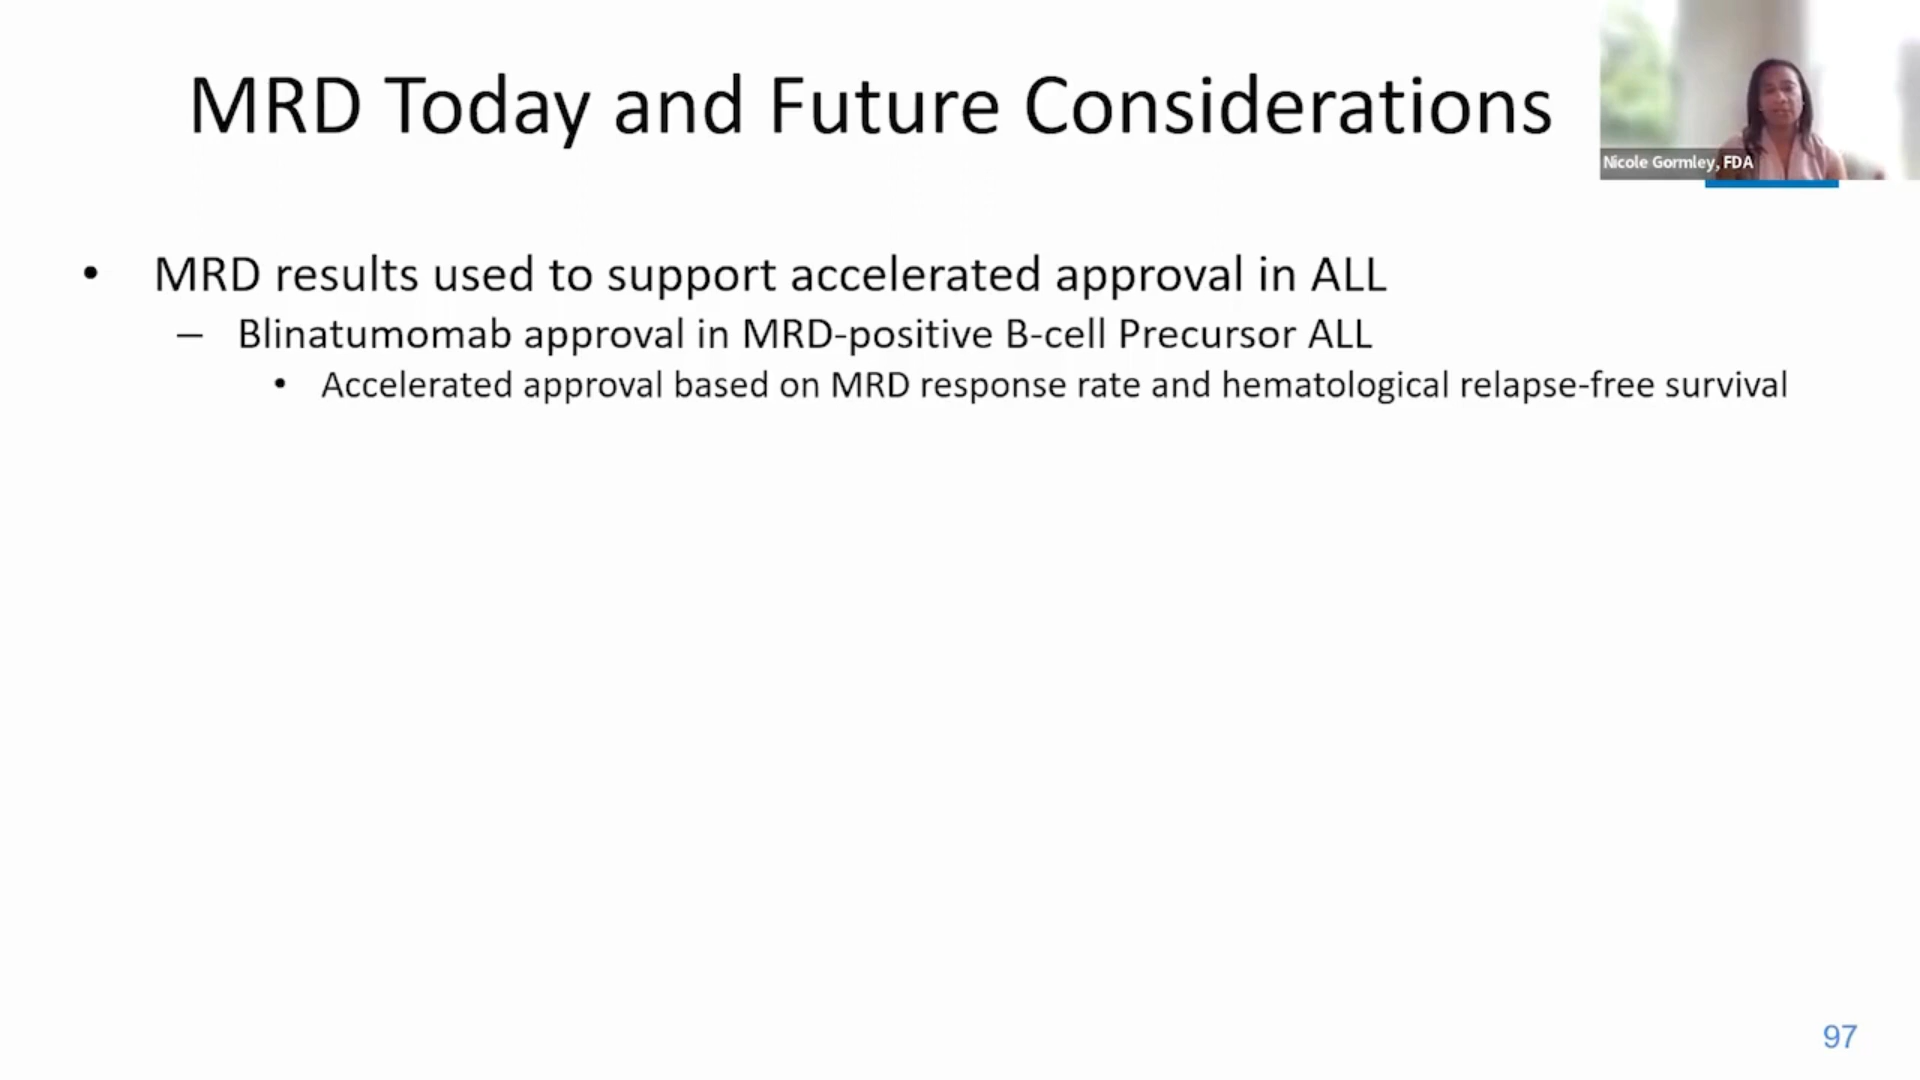 MRD Today and Future Considerations
Nicole Gormley, FDA
• MRD results used to support accelerated approval in ALL
– Blinatumomab approval in MRD-positive B-cell Precursor ALL
• Accelerated approval based on MRD response rate and hematological relapse-free survival
97